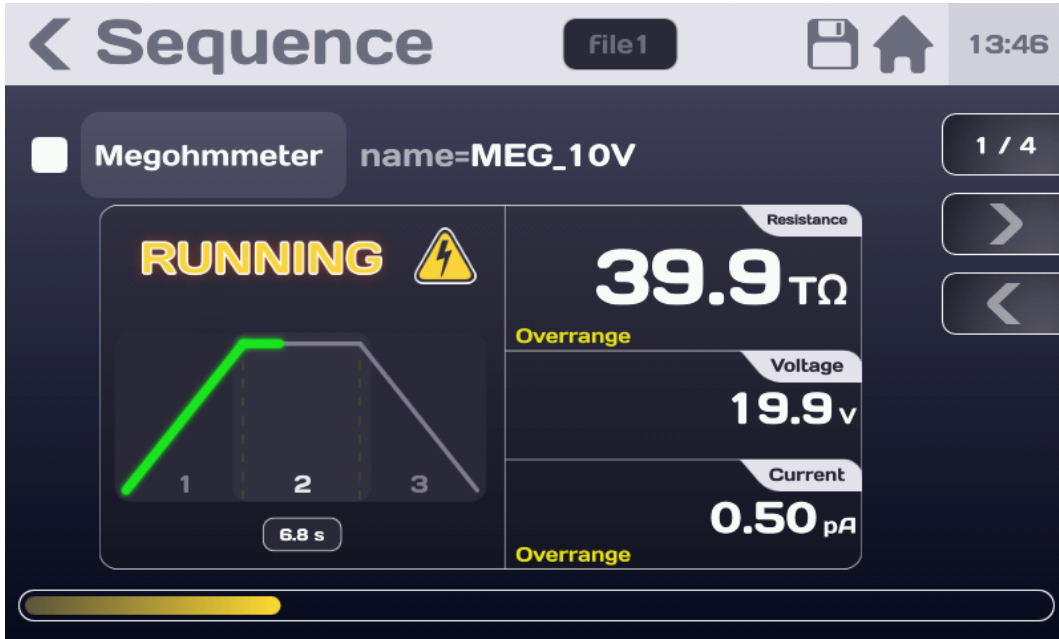 Sequence File1 13:46
Megohmmeter name=MEG_10V 1 / 4
RUNNING
Resistance
39.9 TΩ
Overrange
Voltage
19.9 v
1 2 3
Current
0.50 pA
6.8 s
Overrange